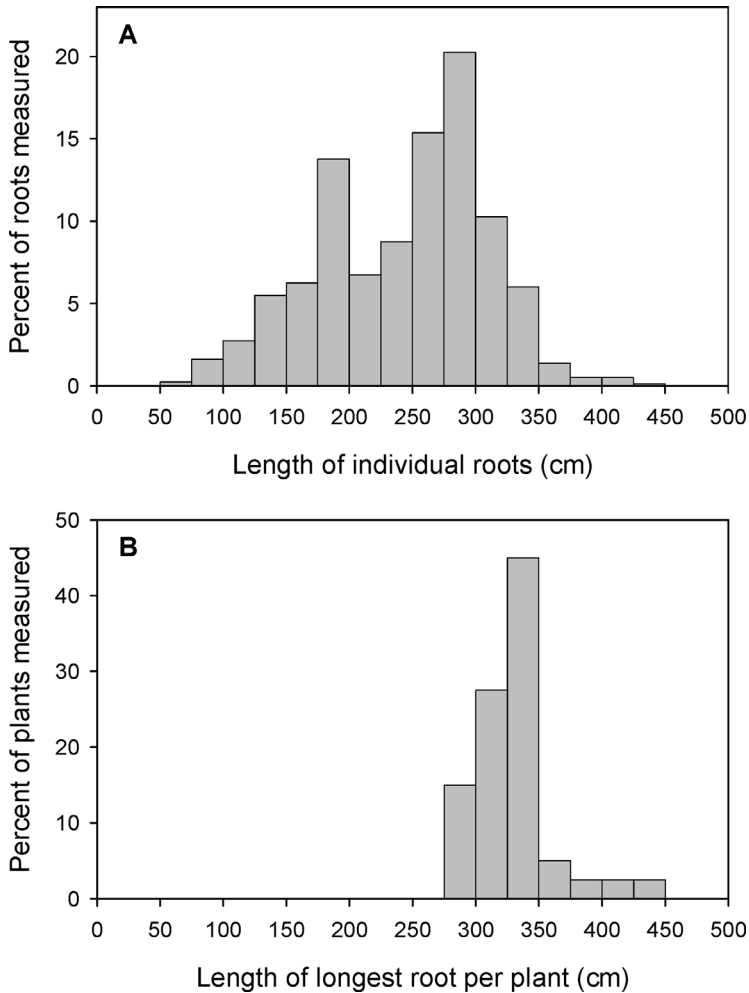 A
Percent of roots measured
20
15
10
5
0
0 50 100 150 200 250 300 350 400 450 500
Length of individual roots (cm)
B
Percent of plants measured
50
40
30
20
10
0
0 50 100 150 200 250 300 350 400 450 500
Length of longest root per plant (cm)